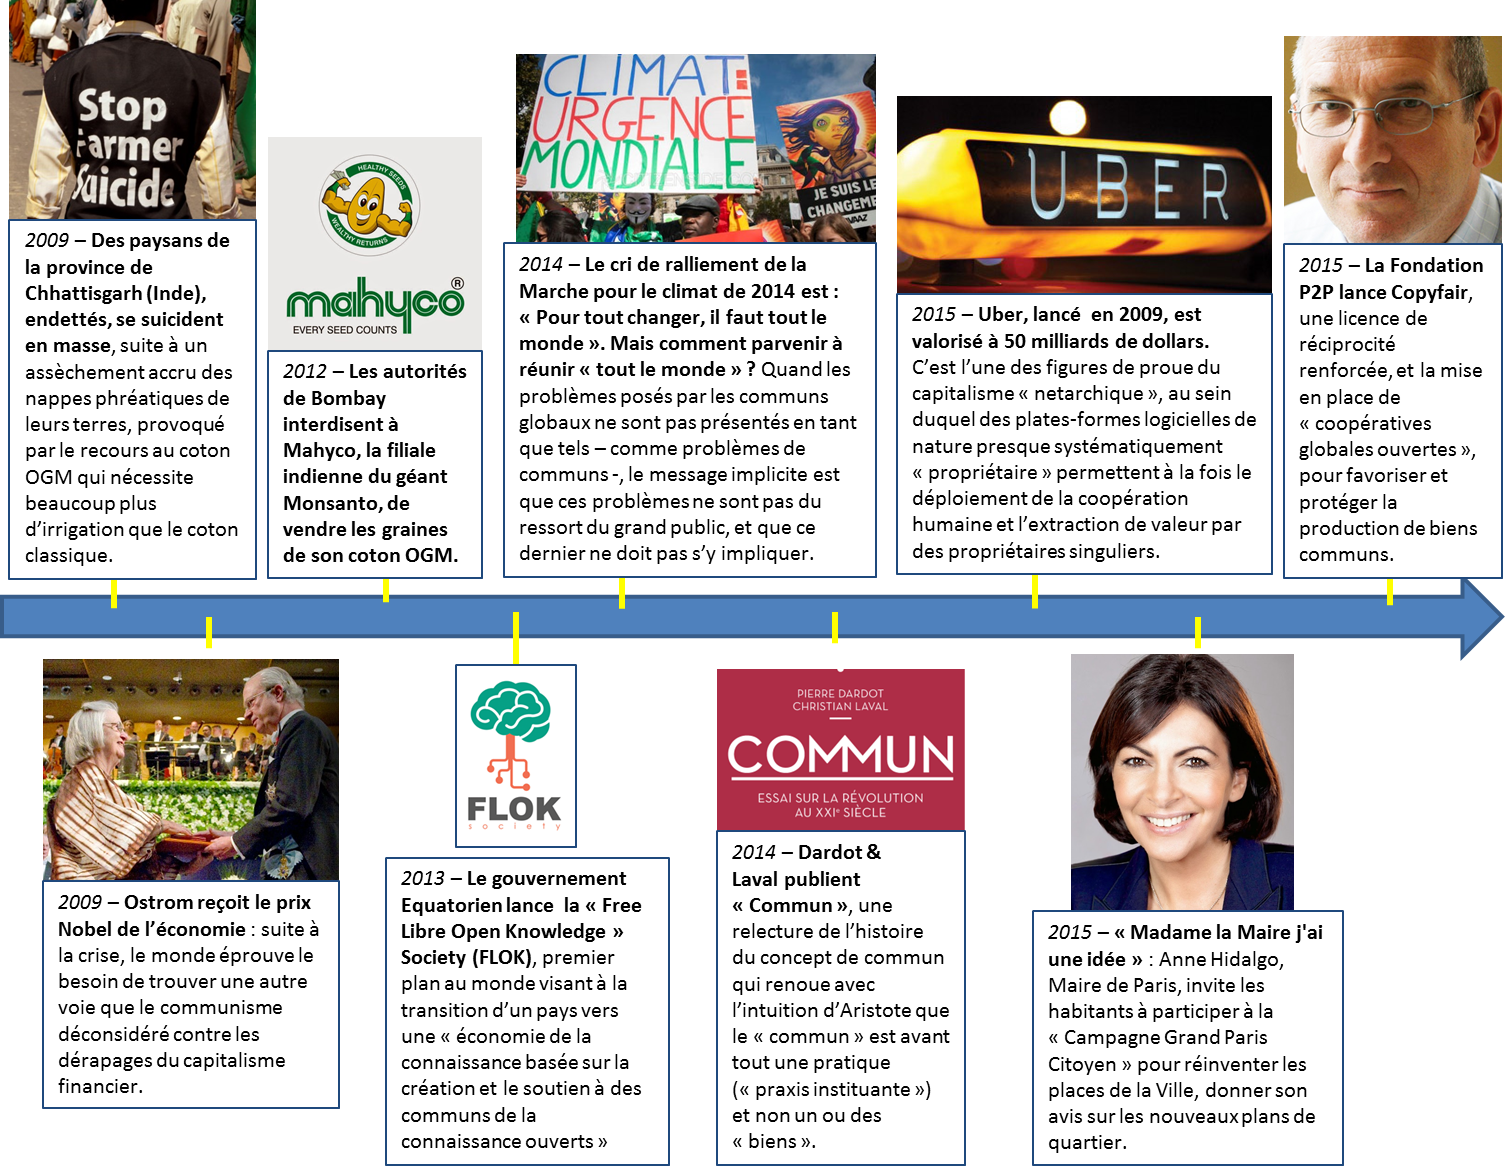 Stop
Farmer
Suicide
2009 – Des paysans de
la province de
Chhattisgarh (Inde),
endettés, se suicident
en masse, suite à un
assèchement accru des
nappes phréatiques de
leurs terres, provoqué
par le recours au coton
OGM qui nécessite
beaucoup plus
d’irrigation que le coton
classique.
HEALTHY SEEDS
HEALTHY RETURNS
mahyco®
EVERY SEED COUNTS
2012 – Les autorités
de Bombay
interdisent à
Mahyco, la filiale
indienne du géant
Monsanto, de
vendre les graines
de son coton OGM.
CLIMAT:
URGENCE
MONDIALE
JE SUIS LE
CHANGEME
VAAZ
2014 – Le cri de ralliement de la
Marche pour le climat de 2014 est :
« Pour tout changer, il faut tout le
monde ». Mais comment parvenir à
réunir « tout le monde » ? Quand les
problèmes posés par les communs
globaux ne sont pas présentés en tant
que tels – comme problèmes de
communs -, le message implicite est
que ces problèmes ne sont pas du
ressort du grand public, et que ce
dernier ne doit pas s’y impliquer.
UBER
2015 – Uber, lancé en 2009, est
valorisé à 50 milliards de dollars.
C’est l’une des figures de proue du
capitalisme « netarchique », au sein
duquel des plates-formes logicielles de
nature presque systématiquement
« propriétaire » permettent à la fois le
déploiement de la coopération
humaine et l’extraction de valeur par
des propriétaires singuliers.
2015 – La Fondation
P2P lance Copyfair,
une licence de
réciprocité
renforcée, et la mise
en place de
« coopératives
globales ouvertes »,
pour favoriser et
protéger la
production de biens
communs.
2009 – Ostrom reçoit le prix
Nobel de l’économie : suite à
la crise, le monde éprouve le
besoin de trouver une autre
voie que le communisme
déconsidéré contre les
dérapages du capitalisme
financier.
FLOK
society
2013 – Le gouvernement
Equatorien lance la « Free
Libre Open Knowledge »
Society (FLOK), premier
plan au monde visant à la
transition d’un pays vers
une « économie de la
connaissance basée sur la
création et le soutien à des
communs de la
connaissance ouverts »
PIERRE DARDOT
CHRISTIAN LAVAL
COMMUN
ESSAI SUR LA RÉVOLUTION
AU XXIe SIÈCLE
2014 – Dardot &
Laval publient
« Commun », une
relecture de l’histoire
du concept de commun
qui renoue avec
l’intuition d’Aristote que
le « commun » est avant
tout une pratique
(« praxis instituante »)
et non un ou des
« biens ».
2015 – « Madame la Maire j'ai
une idée » : Anne Hidalgo,
Maire de Paris, invite les
habitants à participer à la
« Campagne Grand Paris
Citoyen » pour réinventer les
places de la Ville, donner son
avis sur les nouveaux plans de
quartier.